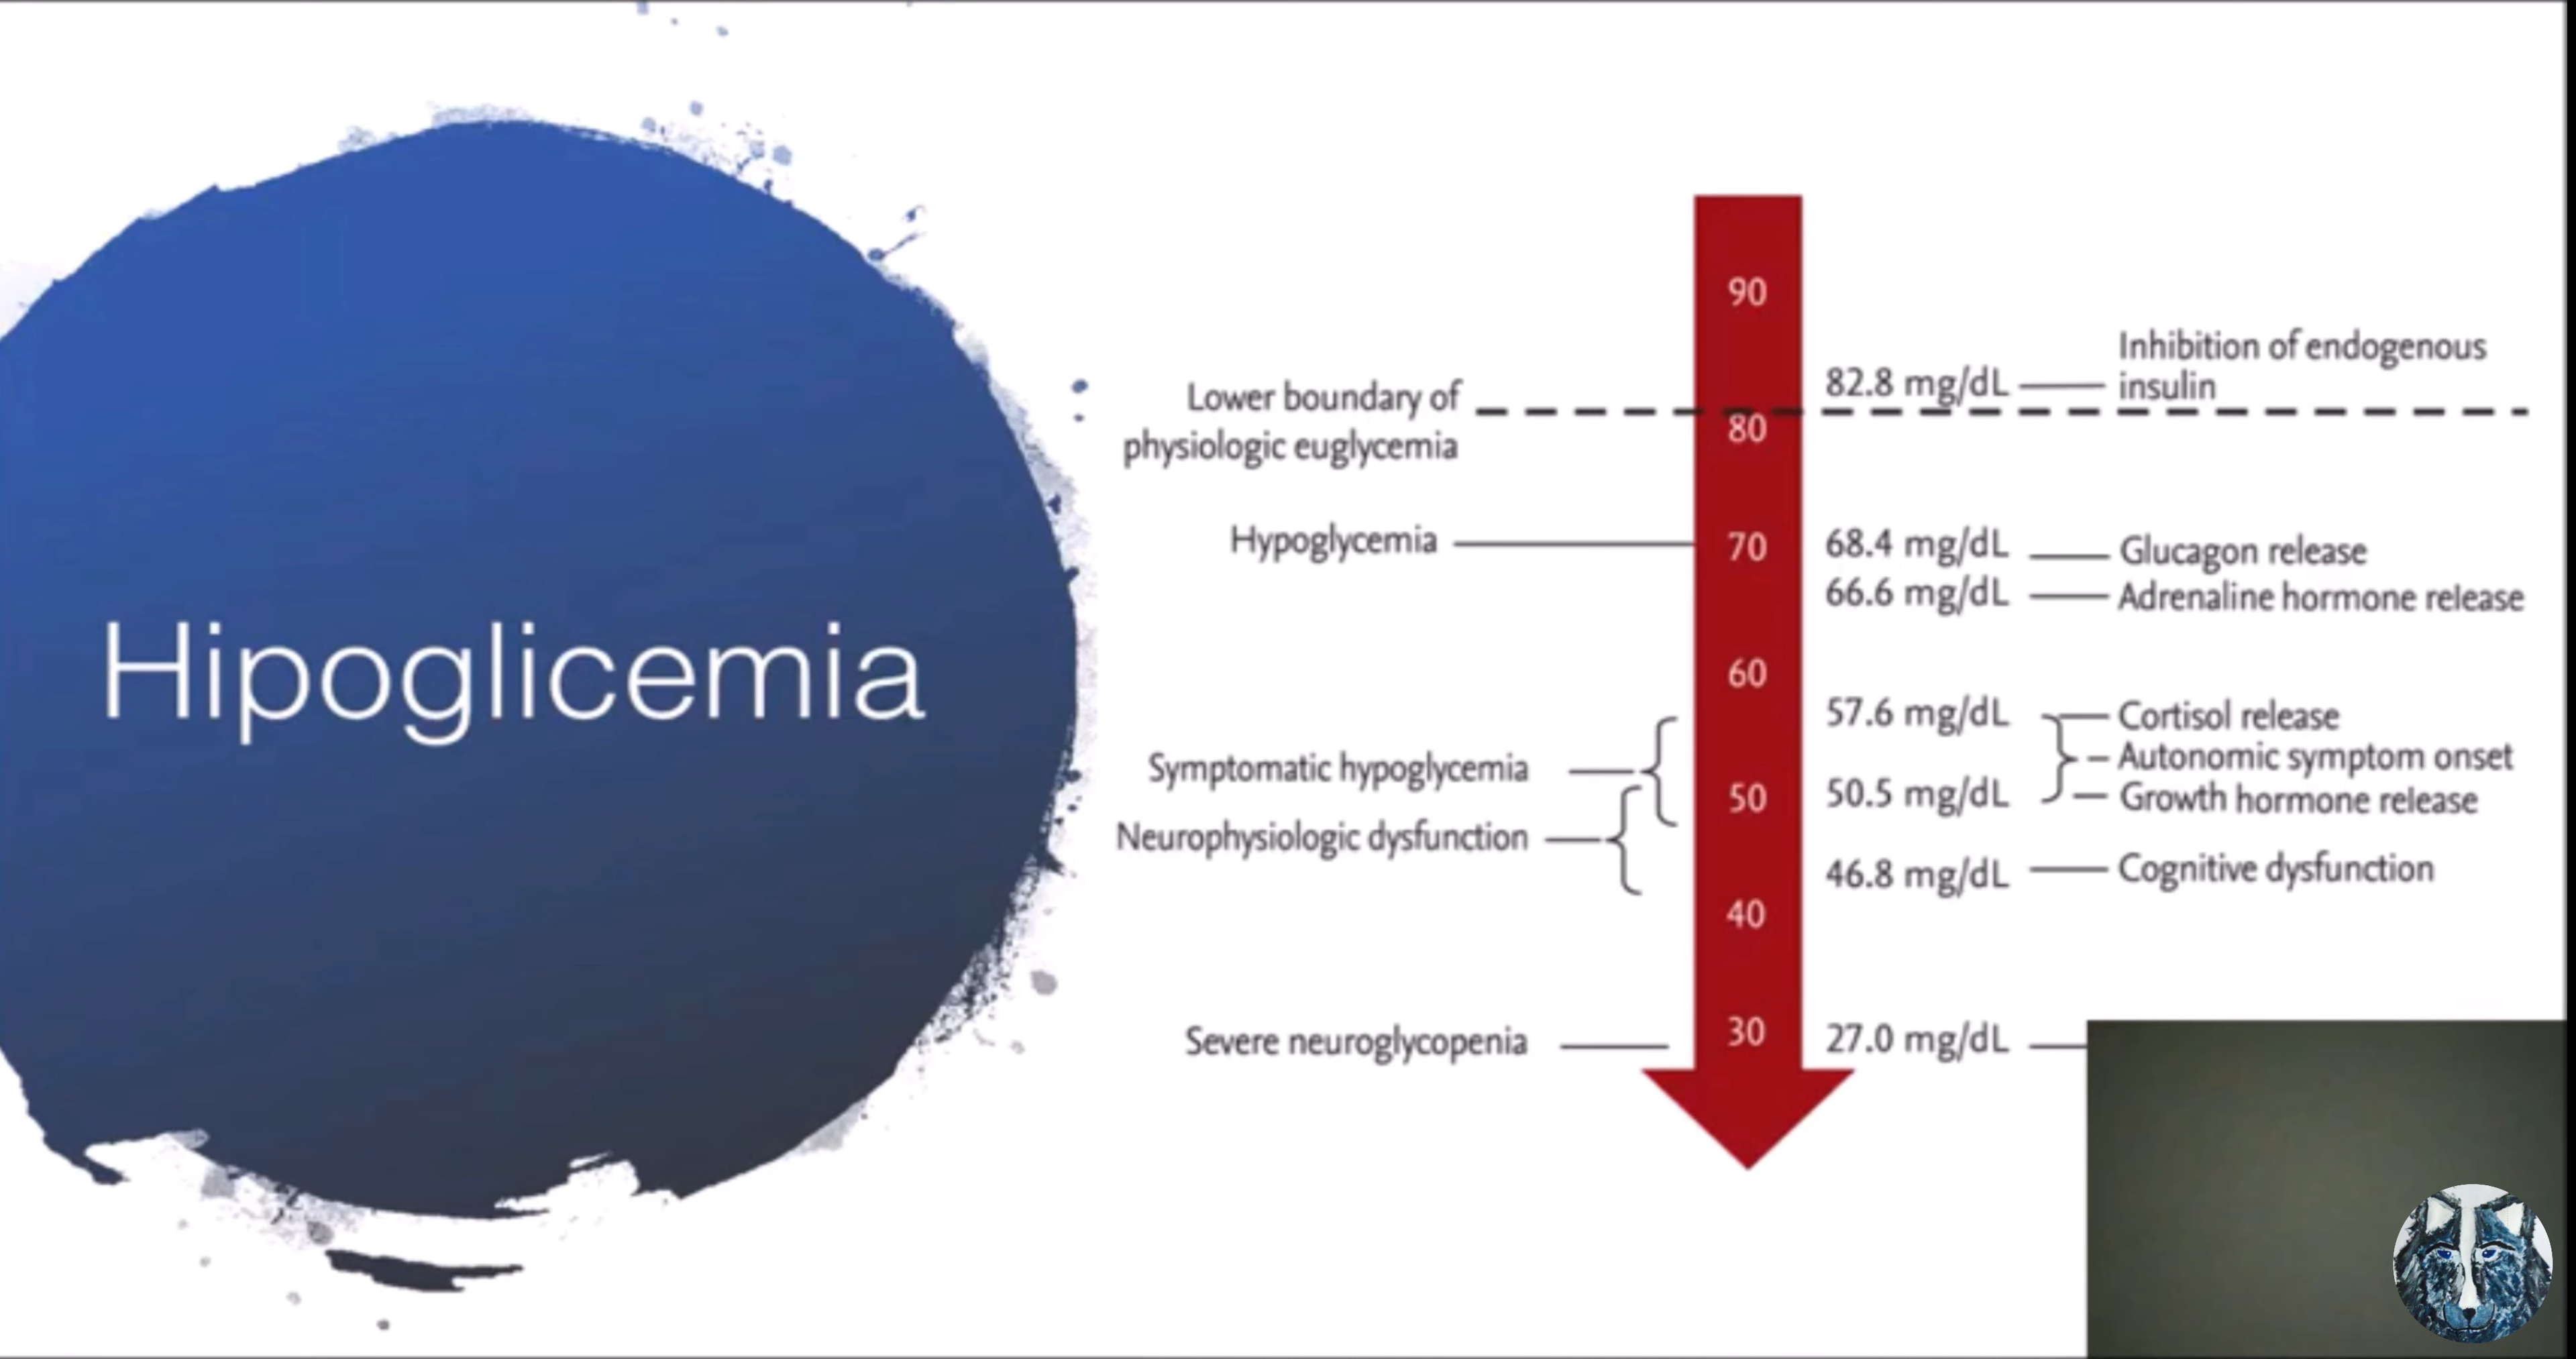 Hipoglicemia
Lower boundary of
physiologic euglycemia
Hypoglycemia
Symptomatic hypoglycemia
Neurophysiologic dysfunction
Severe neuroglycopenia
90
80
70
60
50
40
30
82.8 mg/dL
68.4 mg/dL
66.6 mg/dL
57.6 mg/dL
50.5 mg/dL
46.8 mg/dL
27.0 mg/dL
Inhibition of endogenous
insulin
Glucagon release
Adrenaline hormone release
Cortisol release
Autonomic symptom onset
Growth hormone release
Cognitive dysfunction